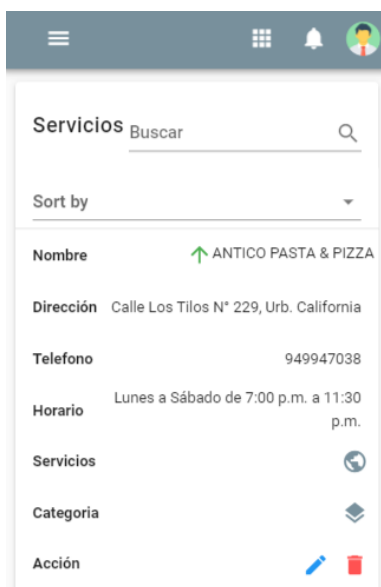 Servicios Buscar
Sort by
Nombre ANTICO PASTA & PIZZA
Dirección Calle Los Tilos N° 229, Urb. California
Telefono 949947038
Horario Lunes a Sábado de 7:00 p.m. a 11:30
p.m.
Servicios
Categoria
Acción